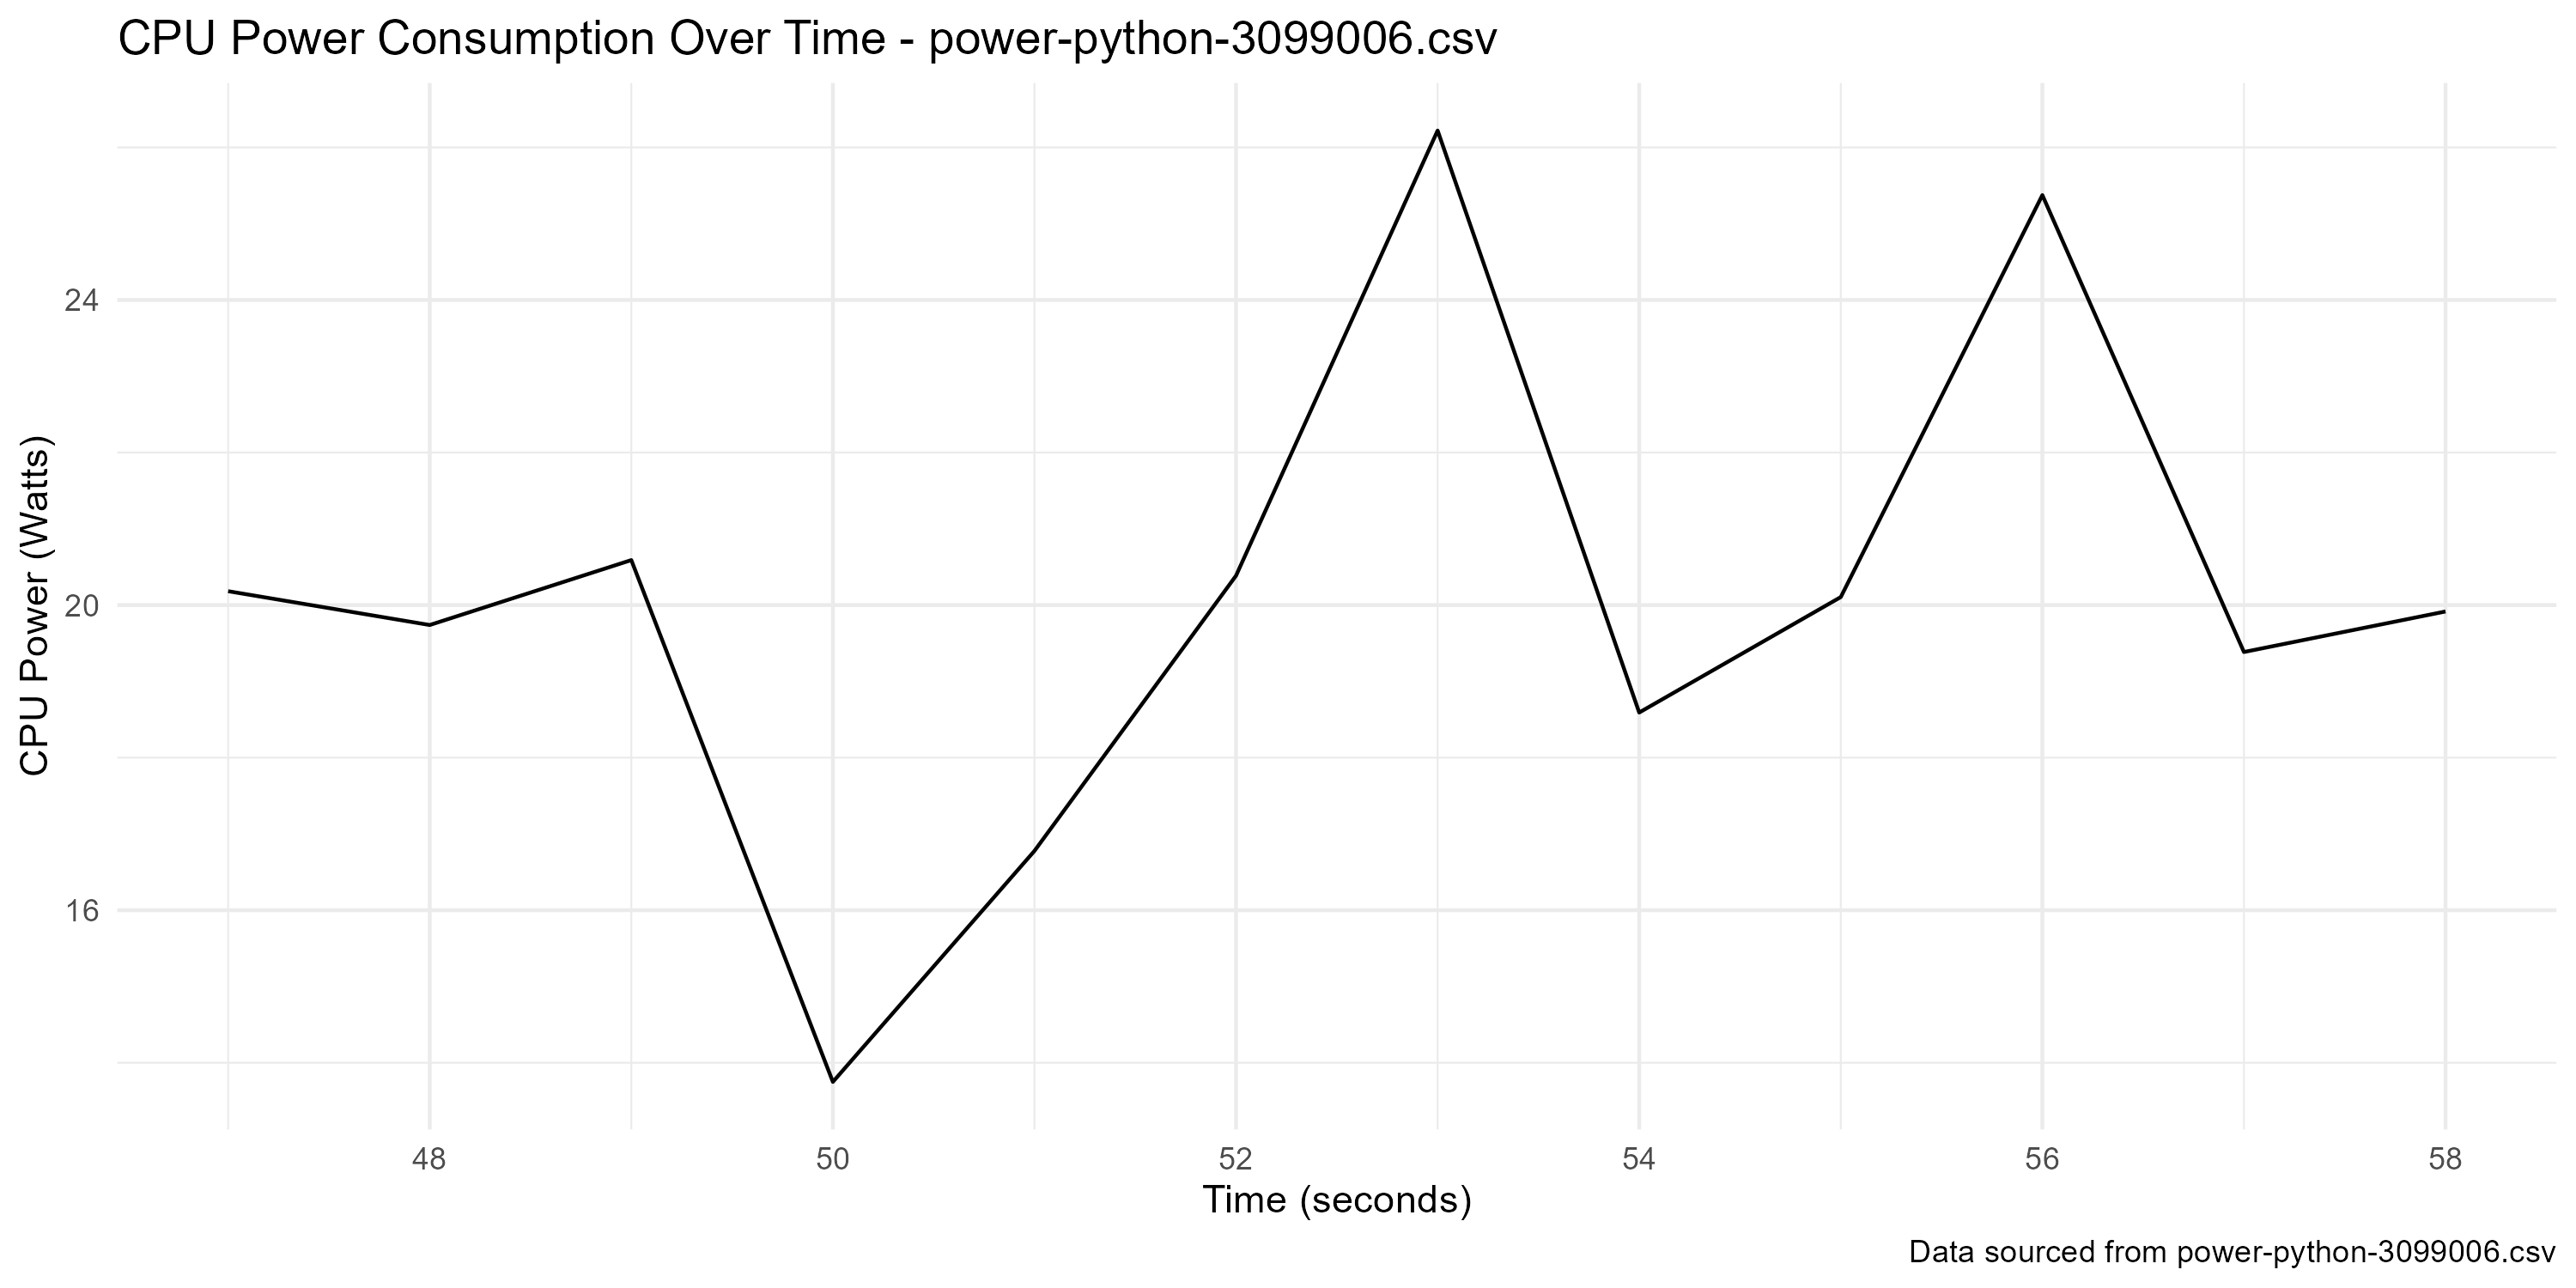 CPU Power Consumption Over Time - power-python-3099006.csv
CPU Power (Watts)
24
20
16
48 50 52 54 56 58
Time (seconds)
Data sourced from power-python-3099006.csv